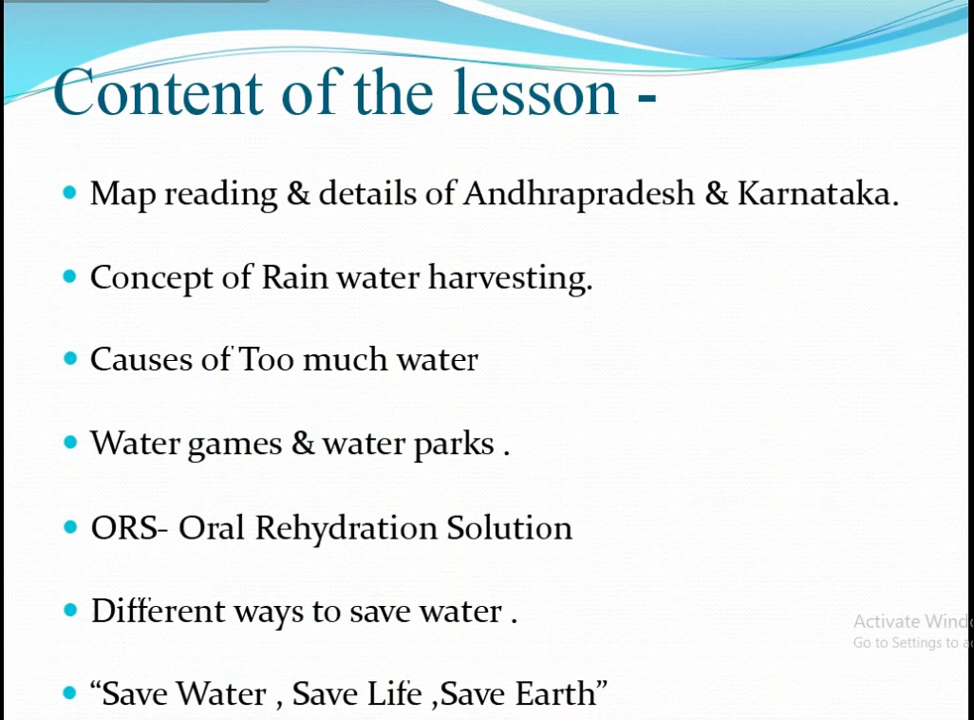 Content of the lesson -
Map reading & details of Andhrapradesh & Karnataka.
Concept of Rain water harvesting.
Causes of Too much water
Water games & water parks .
ORS- Oral Rehydration Solution
Different ways to save water .
Activate Wind
Go to Settings to a
“Save Water , Save Life ,Save Earth”